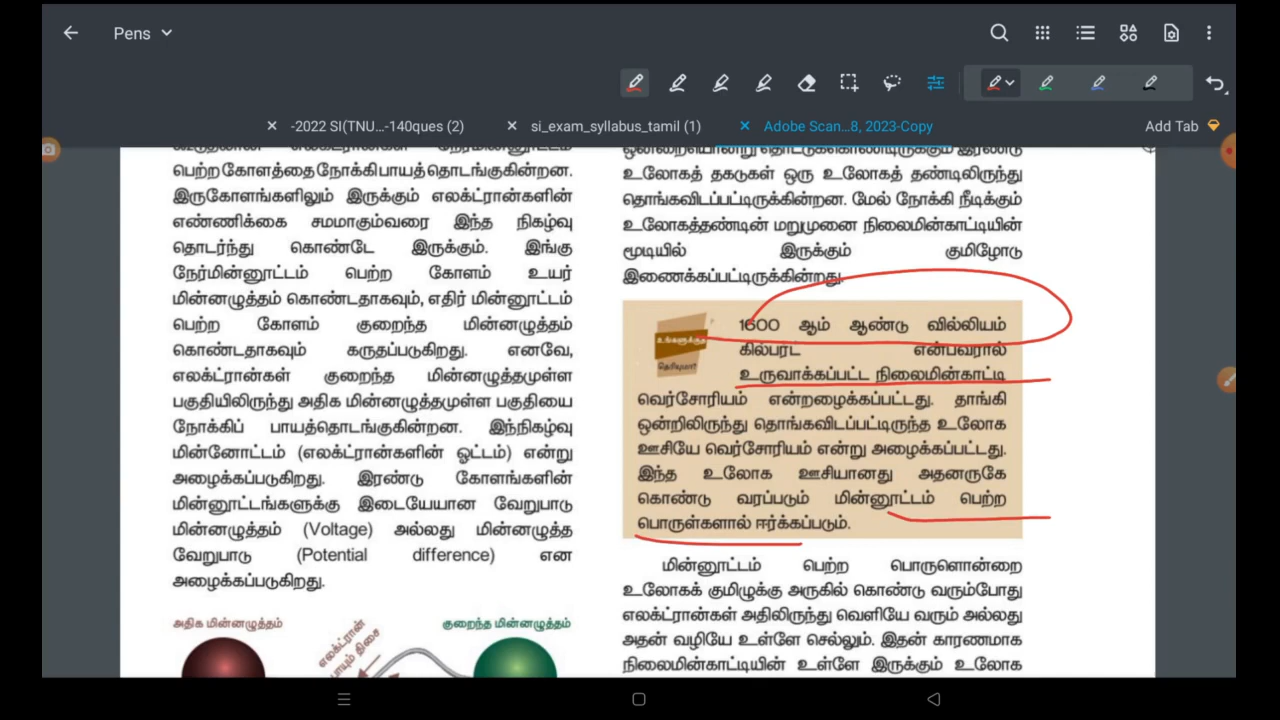 Pens
-2022 SI(TNU...-140ques (2)
si_exam_syllabus_tamil (1)
Adobe Scan...8, 2023-Copy
Add Tab
பெற்ற கோளத்தை நோக்கி பாயத் தொடங்குகின்றன.
இருகோளங்களிலும் இருக்கும் எலக்ட்ரான்களின்
எண்ணிக்கை சமமாகும்வரை இந்த நிகழ்வு
தொடர்ந்து கொண்டே இருக்கும். இங்கு
நேர்மின்னூட்டம் பெற்ற கோளம் உயர்
மின்னழுத்தம் கொண்டதாகவும், எதிர் மின்னூட்டம்
பெற்ற கோளம் குறைந்த மின்னழுத்தம்
கொண்டதாகவும் கருதப்படுகிறது. எனவே,
எலக்ட்ரான்கள் குறைந்த மின்னழுத்தமுள்ள
பகுதியிலிருந்து அதிக மின்னழுத்தமுள்ள பகுதியை
நோக்கிப் பாயத்தொடங்குகின்றன. இந்நிகழ்வு
மின்னோட்டம் (எலக்ட்ரான்களின் ஓட்டம்) என்று
அழைக்கப்படுகிறது. இரண்டு கோளங்களின்
மின்னூட்டங்களுக்கு இடையேயான வேறுபாடு
மின்னழுத்தம் (Voltage) அல்லது மின்னழுத்த
வேறுபாடு (Potential difference) என
அழைக்கப்படுகிறது.
அதிக மின்னழுத்தம்
எலக்ட்ரான்
பாயும் திசை
குறைந்த மின்னழுத்தம்
ஒன்றையொன்று தொட்டுக்கொண்டிருக்கும் இரண்டு
உலோகத் தகடுகள் ஒரு உலோகத் தண்டிலிருந்து
தொங்கவிடப்பட்டிருக்கின்றன. மேல் நோக்கி நீடிக்கும்
உலோகத்தண்டின் மறுமுனை நிலைமின்காட்டியின்
மூடியில் இருக்கும் குமிழோடு
இணைக்கப்பட்டிருக்கின்றது.
உங்களுக்குத்
தெரியுமா?
1600 ஆம் ஆண்டு வில்லியம்
கில்பர்ட் என்பவரால்
உருவாக்கப்பட்ட நிலைமின்காட்டி
வெர்சோரியம் என்றழைக்கப்பட்டது. தாங்கி
ஒன்றிலிருந்து தொங்கவிடப்பட்டிருந்த உலோக
ஊசியே வெர்சோரியம் என்று அழைக்கப்பட்டது.
இந்த உலோக ஊசியானது அதனருகே
கொண்டு வரப்படும் மின்னூட்டம் பெற்ற
பொருள்களால் ஈர்க்கப்படும்.
மின்னூட்டம் பெற்ற பொருளொன்றை
உலோகக் குமிழுக்கு அருகில் கொண்டு வரும்போது
எலக்ட்ரான்கள் அதிலிருந்து வெளியே வரும் அல்லது
அதன் வழியே உள்ளே செல்லும். இதன் காரணமாக
நிலைமின்காட்டியின் உள்ளே இருக்கும் உலோக